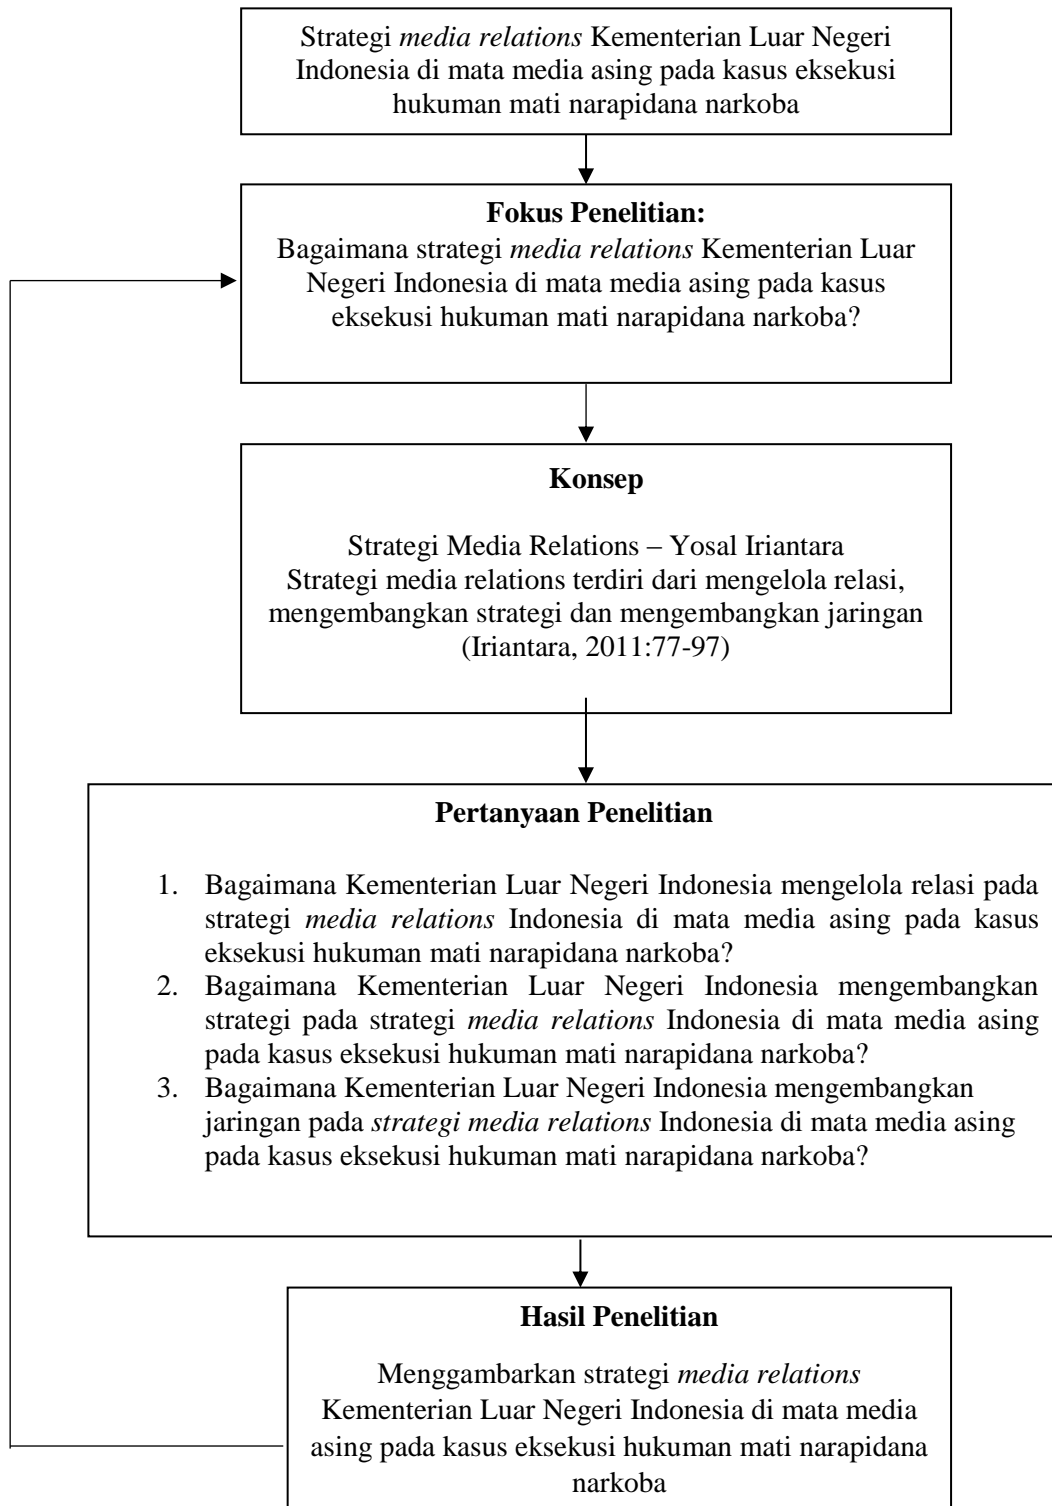 Strategi media relations Kementerian Luar Negeri
Indonesia di mata media asing pada kasus eksekusi
hukuman mati narapidana narkoba
Fokus Penelitian:
Bagaimana strategi media relations Kementerian Luar
Negeri Indonesia di mata media asing pada kasus
eksekusi hukuman mati narapidana narkoba?
Konsep
Strategi Media Relations – Yosal Iriantara
Strategi media relations terdiri dari mengelola relasi,
mengembangkan strategi dan mengembangkan jaringan
(Iriantara, 2011:77-97)
Pertanyaan Penelitian
1. Bagaimana Kementerian Luar Negeri Indonesia mengelola relasi pada
strategi media relations Indonesia di mata media asing pada kasus
eksekusi hukuman mati narapidana narkoba?
2. Bagaimana Kementerian Luar Negeri Indonesia mengembangkan
strategi pada strategi media relations Indonesia di mata media asing
pada kasus eksekusi hukuman mati narapidana narkoba?
3. Bagaimana Kementerian Luar Negeri Indonesia mengembangkan
jaringan pada strategi media relations Indonesia di mata media asing
pada kasus eksekusi hukuman mati narapidana narkoba?
Hasil Penelitian
Menggambarkan strategi media relations
Kementerian Luar Negeri Indonesia di mata media
asing pada kasus eksekusi hukuman mati narapidana
narkoba